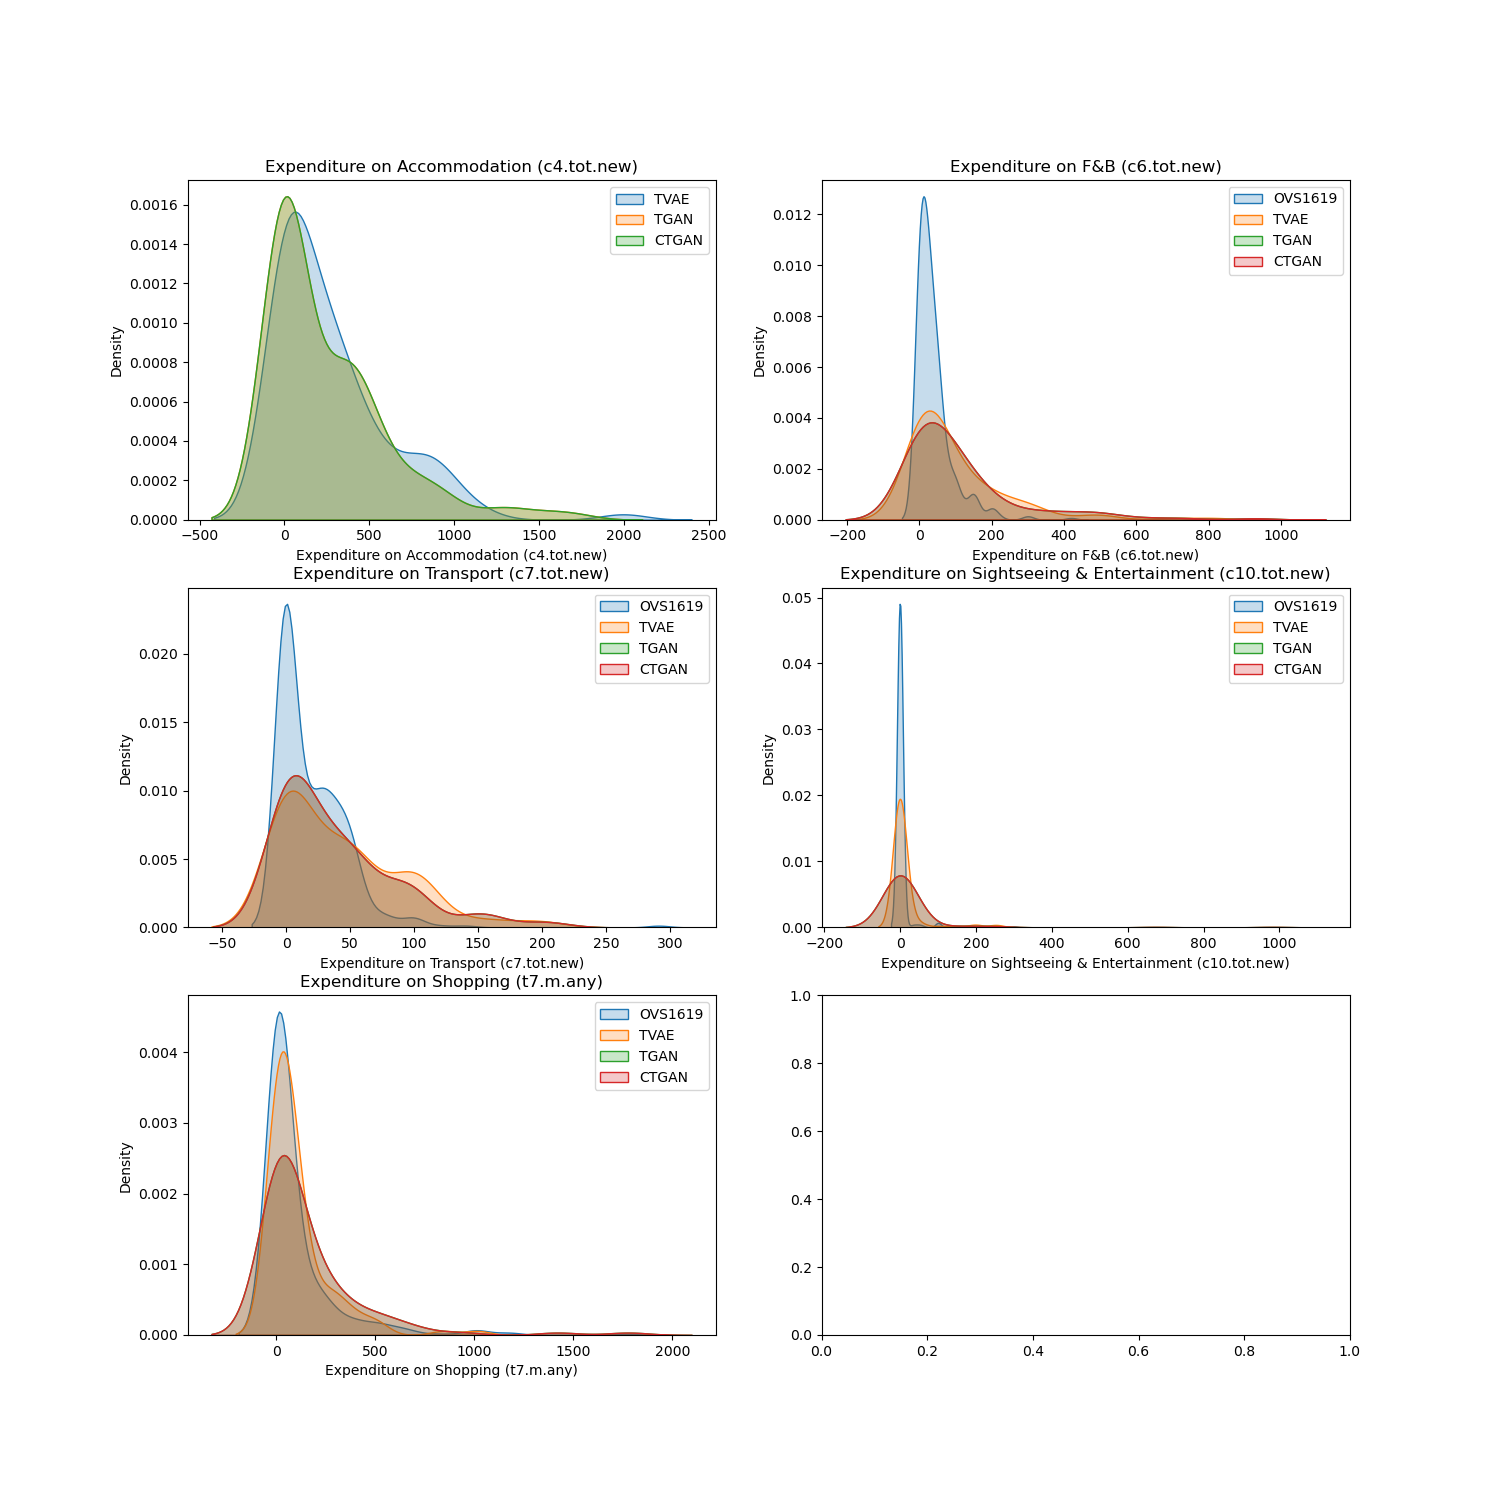 Expenditure on Accommodation (c4.tot.new)
0.0016
0.0014
0.0012
0.0010
0.0008
0.0006
0.0004
0.0002
0.0000
Density
TVAE
TGAN
CTGAN
−500 0 500 1000 1500 2000 2500
Expenditure on Accommodation (c4.tot.new)
Expenditure on F&B (c6.tot.new)
0.012
0.010
0.008
0.006
0.004
0.002
0.000
Density
OVS1619
TVAE
TGAN
CTGAN
−200 0 200 400 600 800 1000
Expenditure on F&B (c6.tot.new)
Expenditure on Transport (c7.tot.new)
0.020
0.015
0.010
0.005
0.000
Density
OVS1619
TVAE
TGAN
CTGAN
−50 0 50 100 150 200 250 300
Expenditure on Transport (c7.tot.new)
Expenditure on Sightseeing & Entertainment (c10.tot.new)
0.05
0.04
0.03
0.02
0.01
0.00
Density
OVS1619
TVAE
TGAN
CTGAN
−200 0 200 400 600 800 1000
Expenditure on Sightseeing & Entertainment (c10.tot.new)
Expenditure on Shopping (t7.m.any)
0.004
0.003
0.002
0.001
0.000
Density
OVS1619
TVAE
TGAN
CTGAN
0 500 1000 1500 2000
Expenditure on Shopping (t7.m.any)
1.0
0.8
0.6
0.4
0.2
0.0
0.0 0.2 0.4 0.6 0.8 1.0